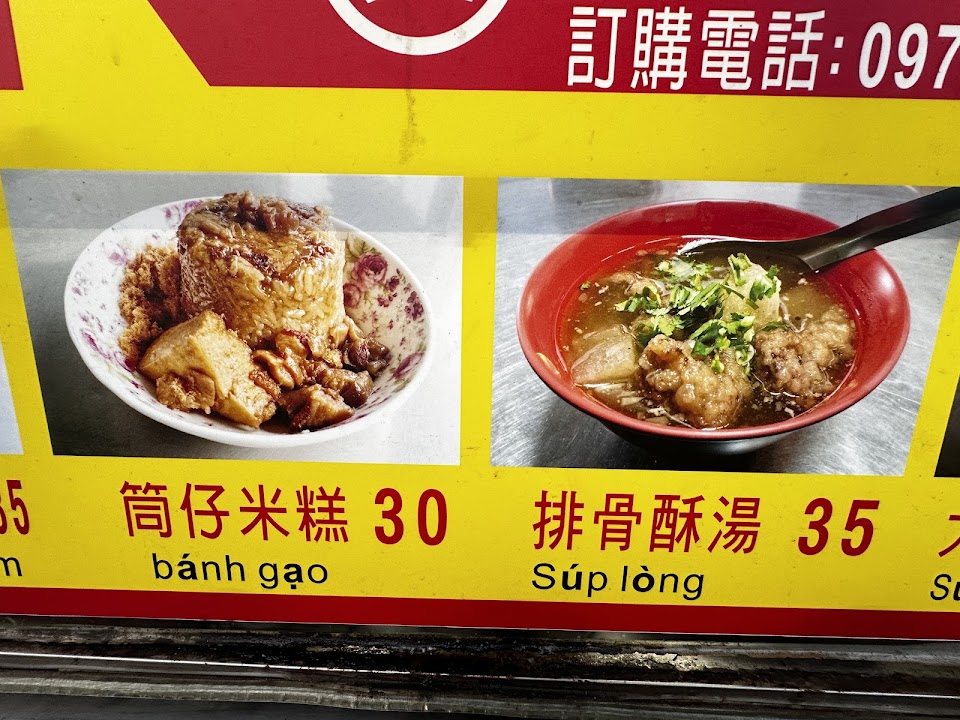 訂購電話:097
35
筒仔米糕 30
bánh gạo
排骨酥湯 35
Súp lòng